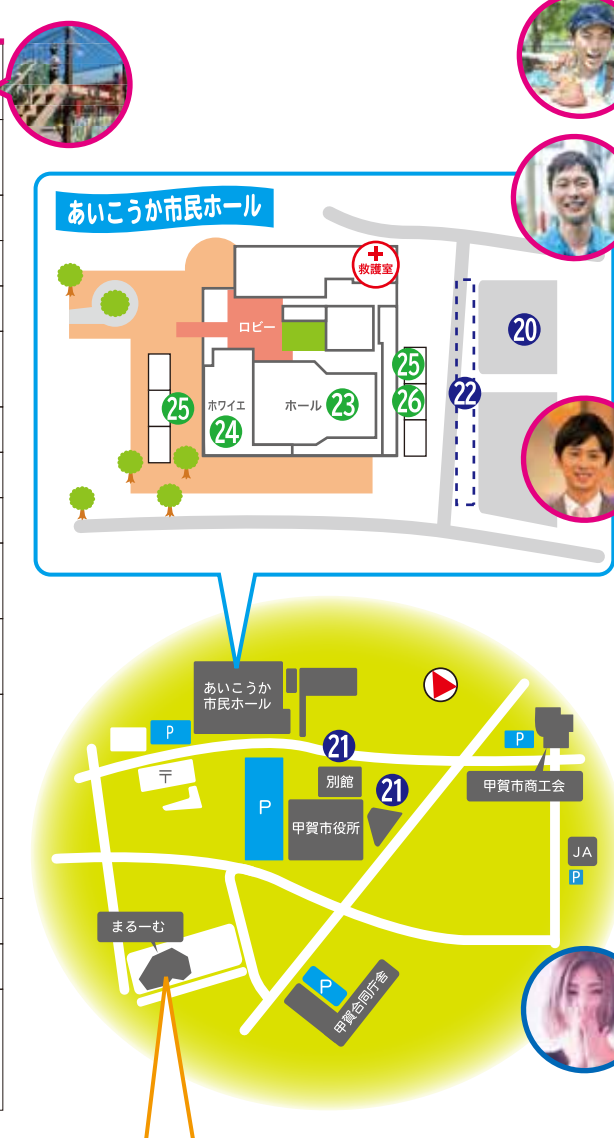 あいこうか市民ホール
救護室
ロビー
20
25
22
25
ホワイエ
ホール
23
26
24
あいこうか
市民ホール
P
21
P
〒
別館
21
甲賀市商工会
P
甲賀市役所
JA
P
まるーむ
P
甲賀合同庁舎